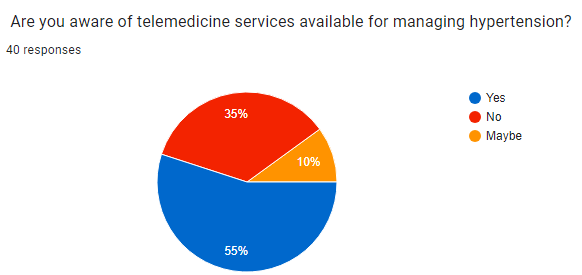 Are you aware of telemedicine services available for managing hypertension?
40 responses
Yes
No
Maybe
35%
10%
55%